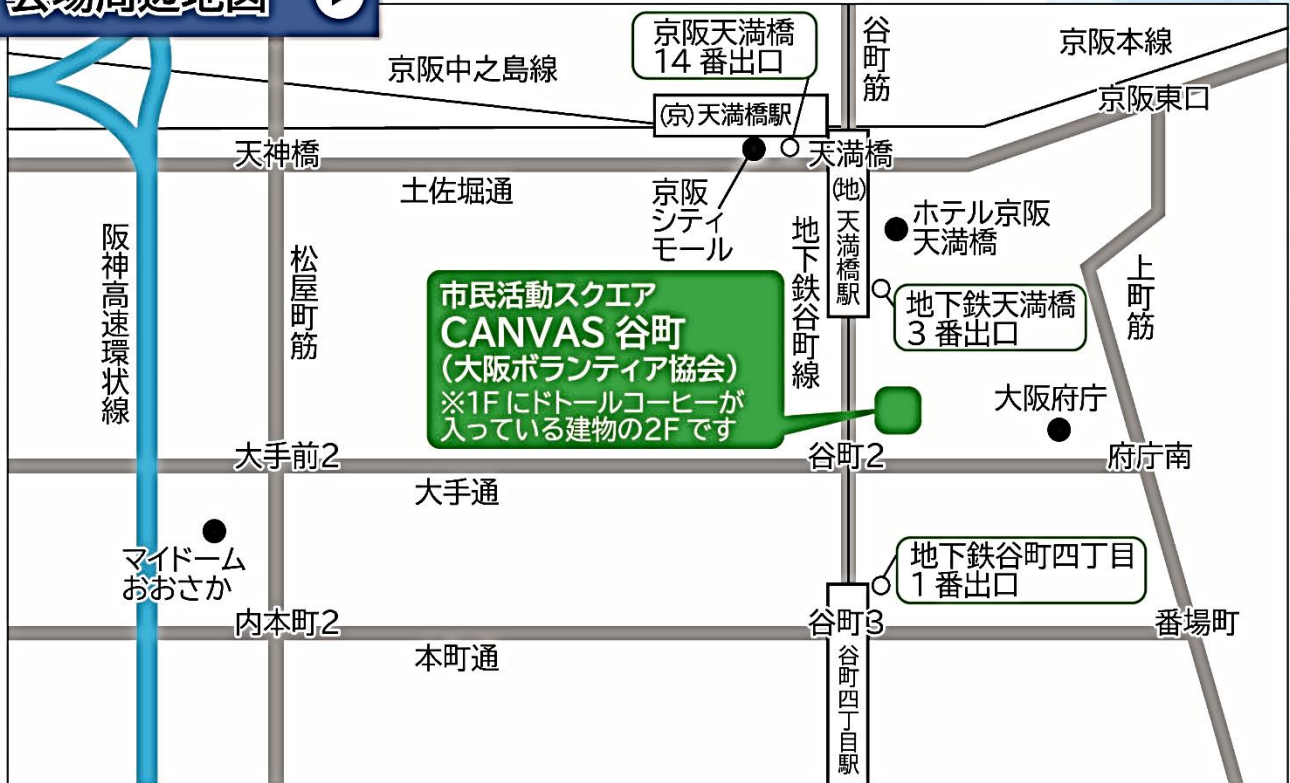 会場周辺地図
京阪天満橋
14番出口
谷町筋
京阪本線
京阪中之島線
京阪東口
(京)天満橋駅
天神橋
天満橋
土佐堀通
京阪
シティ
モール
(地)天満橋駅
ホテル京阪
天満橋
阪神高速環状線
松屋町筋
地下鉄谷町線
上町筋
市民活動スクエア
CANVAS 谷町
(大阪ボランティア協会)
※1Fにドトールコーヒーが
入っている建物の2Fです
地下鉄天満橋
3番出口
大阪府庁
大手前2
谷町2
府庁南
大手通
マイドーム
おおさか
地下鉄谷町四丁目
1番出口
内本町2
谷町3
番場町
本町通
谷町四丁目駅